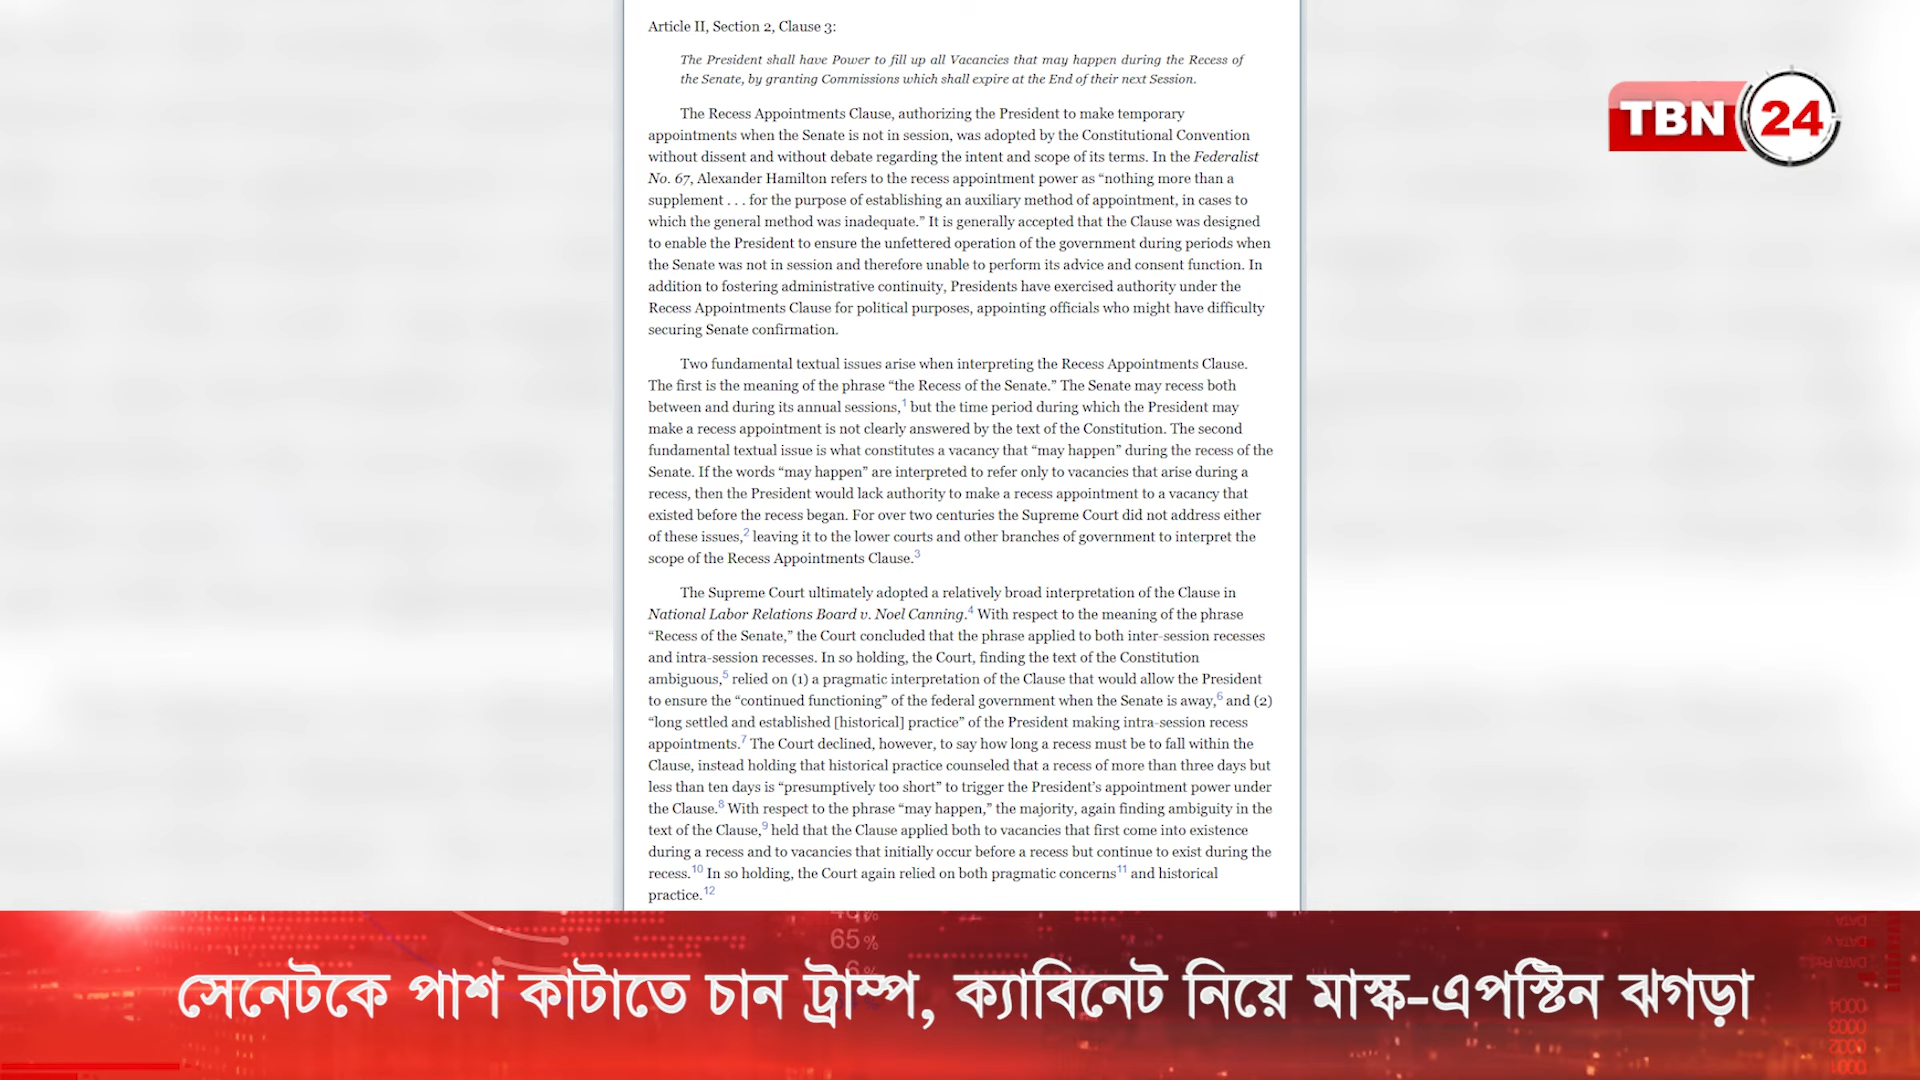 Article II, Section 2, Clause 3:
The President shall have Power to fill up all Vacancies that may happen during the Recess of
the Senate, by granting Commissions which shall expire at the End of their next Session.
The Recess Appointments Clause, authorizing the President to make temporary
appointments when the Senate is not in session, was adopted by the Constitutional Convention
without dissent and without debate regarding the intent and scope of its terms. In the Federalist
No. 67, Alexander Hamilton refers to the recess appointment power as “nothing more than a
supplement . . . for the purpose of establishing an auxiliary method of appointment, in cases to
which the general method was inadequate.” It is generally accepted that the Clause was designed
to enable the President to ensure the unfettered operation of the government during periods when
the Senate was not in session and therefore unable to perform its advice and consent function. In
addition to fostering administrative continuity, Presidents have exercised authority under the
Recess Appointments Clause for political purposes, appointing officials who might have difficulty
securing Senate confirmation.
Two fundamental textual issues arise when interpreting the Recess Appointments Clause.
The first is the meaning of the phrase “the Recess of the Senate.” The Senate may recess both
between and during its annual sessions,1 but the time period during which the President may
make a recess appointment is not clearly answered by the text of the Constitution. The second
fundamental textual issue is what constitutes a vacancy that “may happen” during the recess of the
Senate. If the words “may happen” are interpreted to refer only to vacancies that arise during a
recess, then the President would lack authority to make a recess appointment to a vacancy that
existed before the recess began. For over two centuries the Supreme Court did not address either
of these issues,2 leaving it to the lower courts and other branches of government to interpret the
scope of the Recess Appointments Clause.3
The Supreme Court ultimately adopted a relatively broad interpretation of the Clause in
National Labor Relations Board v. Noel Canning.4 With respect to the meaning of the phrase
“Recess of the Senate,” the Court concluded that the phrase applied to both inter-session recesses
and intra-session recesses. In so holding, the Court, finding the text of the Constitution
ambiguous,5 relied on (1) a pragmatic interpretation of the Clause that would allow the President
to ensure the “continued functioning” of the federal government when the Senate is away,6 and (2)
“long settled and established [historical] practice” of the President making intra-session recess
appointments.7 The Court declined, however, to say how long a recess must be to fall within the
Clause, instead holding that historical practice counseled that a recess of more than three days but
less than ten days is “presumptively too short” to trigger the President’s appointment power under
the Clause.8 With respect to the phrase “may happen,” the majority, again finding ambiguity in the
text of the Clause,9 held that the Clause applied both to vacancies that first come into existence
during a recess and to vacancies that initially occur before a recess but continue to exist during the
recess.10 In so holding, the Court again relied on both pragmatic concerns11 and historical
practice.12
TBN 24
65%
সেনেটকে পাশ কাটাতে চান ট্রাম্প, ক্যাবিনেট নিয়ে মাস্ক-এপস্টিন ঝগড়া